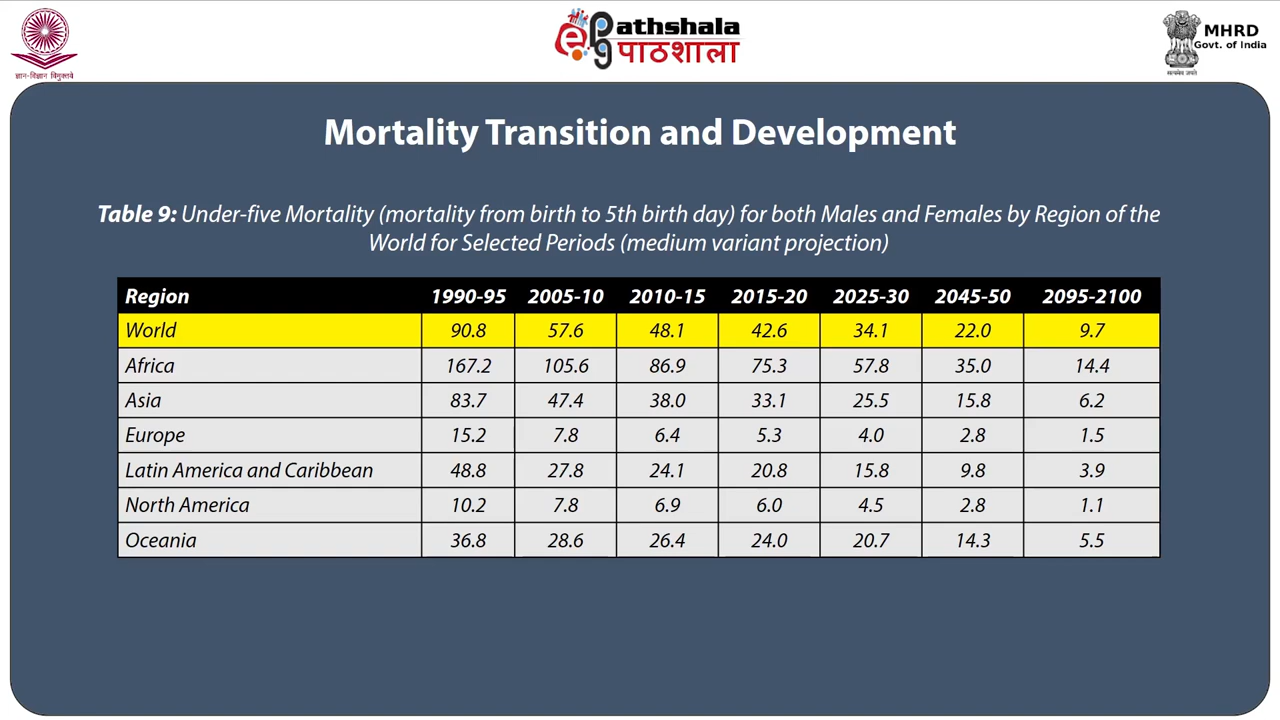 ज्ञान-विज्ञान विमुक्तये
ePathshala
पाठशाला
MHRD
Govt. of India
सत्यमेव जयते
Mortality Transition and Development
Table 9: Under-five Mortality (mortality from birth to 5th birth day) for both Males and Females by Region of the
World for Selected Periods (medium variant projection)
Region 1990-95 2005-10 2010-15 2015-20 2025-30 2045-50 2095-2100
World 90.8 57.6 48.1 42.6 34.1 22.0 9.7
Africa 167.2 105.6 86.9 75.3 57.8 35.0 14.4
Asia 83.7 47.4 38.0 33.1 25.5 15.8 6.2
Europe 15.2 7.8 6.4 5.3 4.0 2.8 1.5
Latin America and Caribbean 48.8 27.8 24.1 20.8 15.8 9.8 3.9
North America 10.2 7.8 6.9 6.0 4.5 2.8 1.1
Oceania 36.8 28.6 26.4 24.0 20.7 14.3 5.5